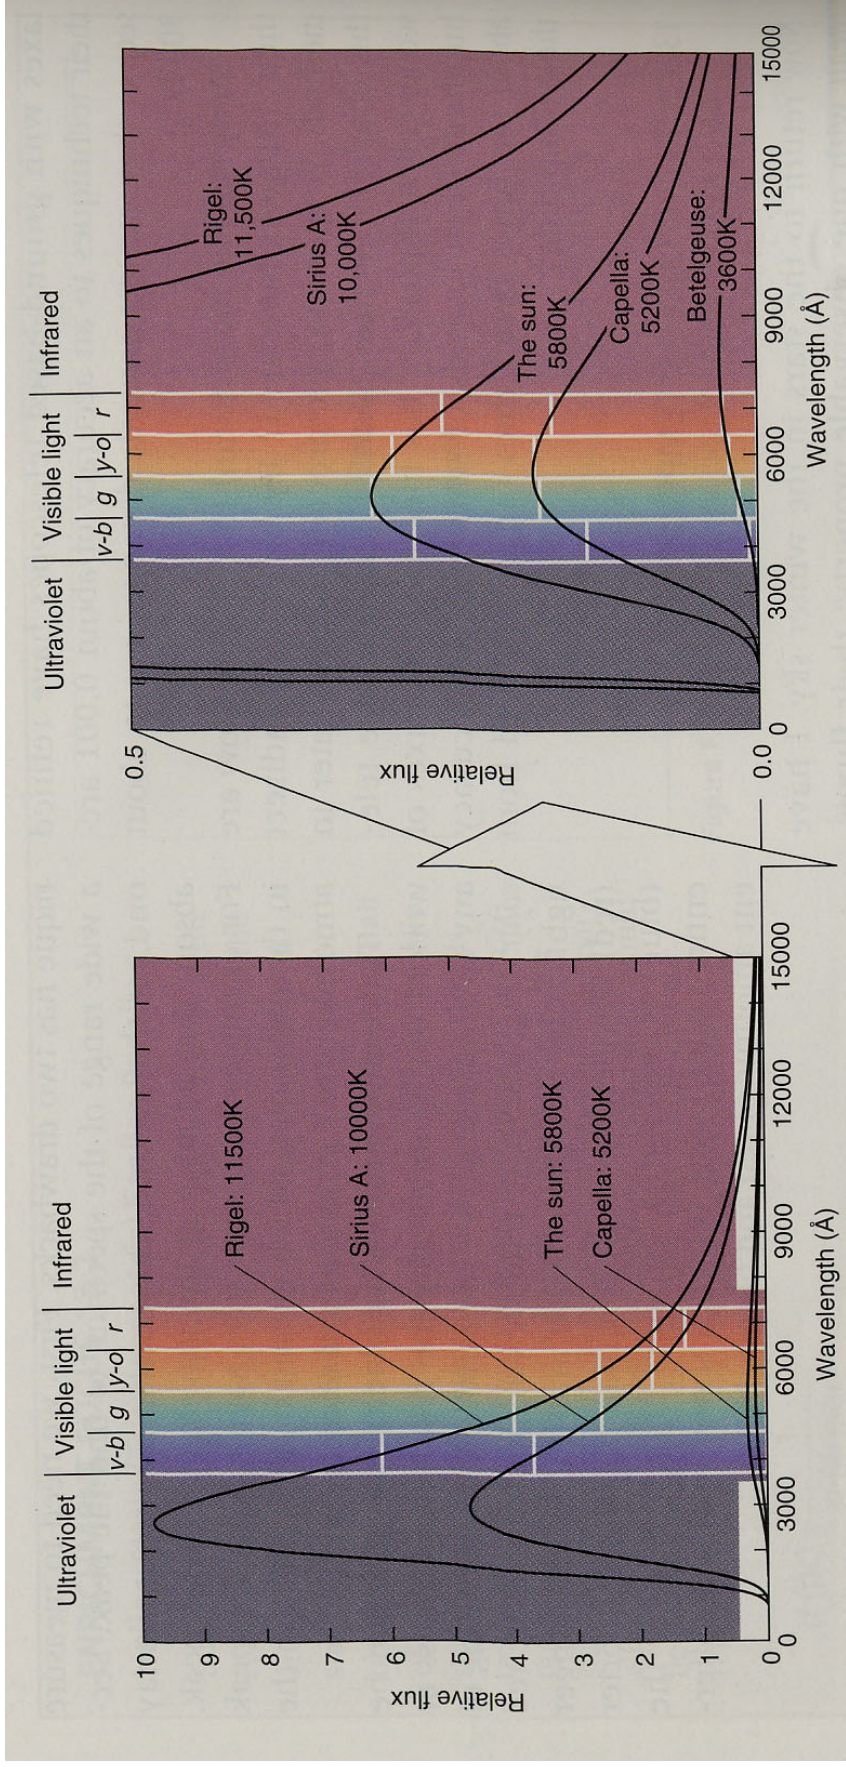 Ultraviolet
Visible light
Infrared
v-b g y-o r
Relative flux
10
9
8
7
6
5
4
3
2
1
0
Rigel: 11500K
Sirius A: 10000K
The sun: 5800K
Capella: 5200K
0 3000 6000 9000 12000 15000
Wavelength (Å)
Ultraviolet
Visible light
Infrared
v-b g y-o r
Relative flux
0.5
0.0
Rigel:
11,500K
Sirius A:
10,000K
The sun:
5800K
Capella:
5200K
Betelgeuse:
3600K
0 3000 6000 9000 12000 15000
Wavelength (Å)